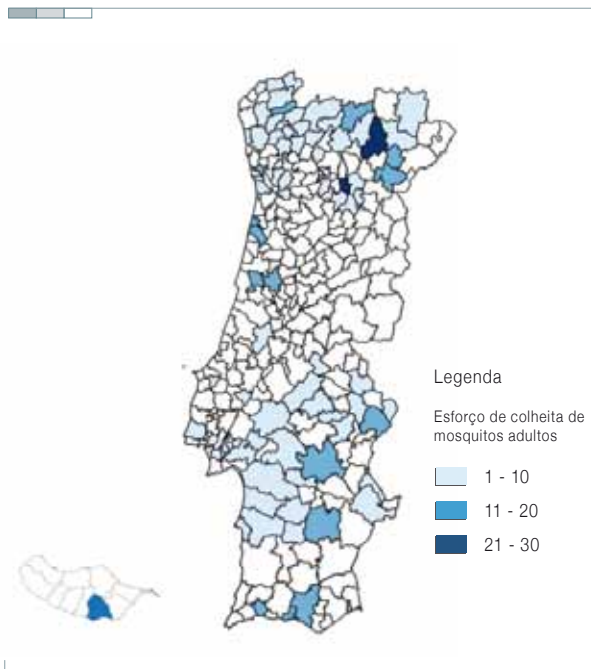 Legenda
Esforço de colheita de
mosquitos adultos
1 - 10
11 - 20
21 - 30